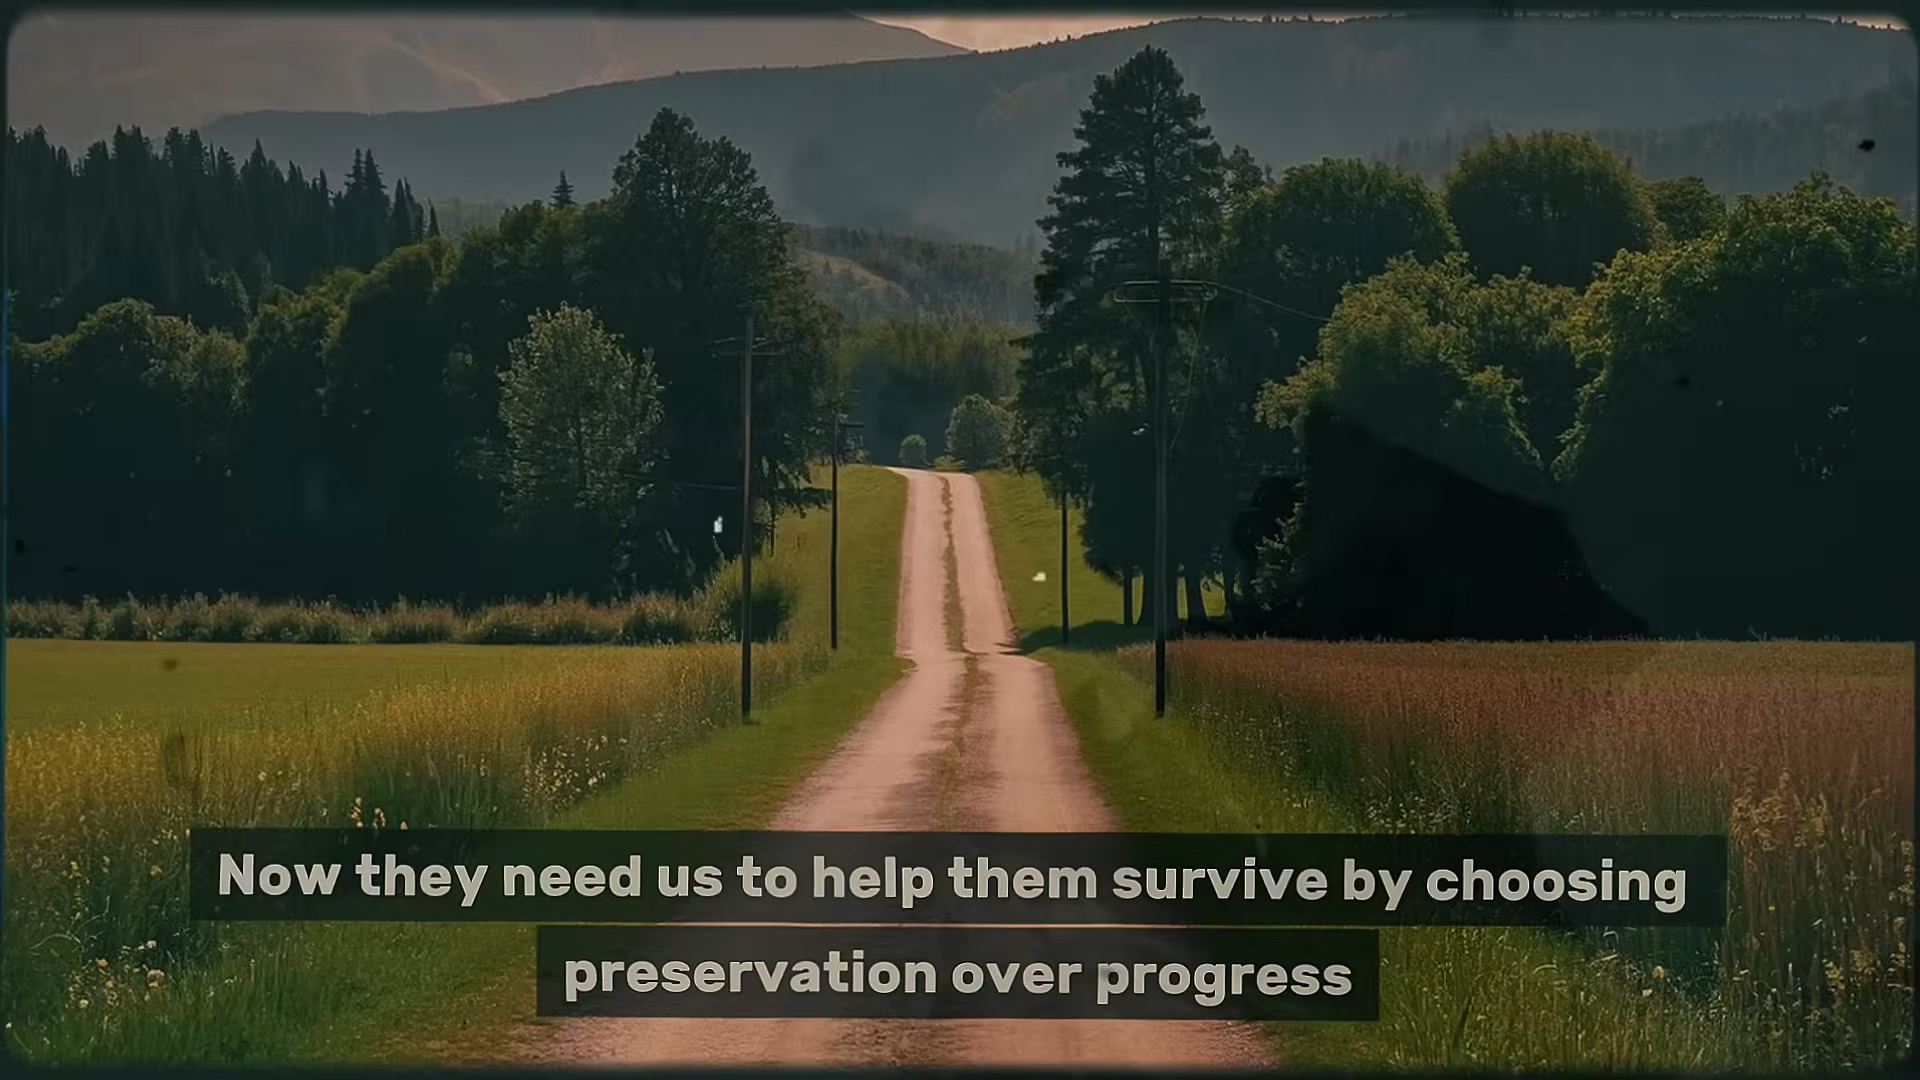 Now they need us to help them survive by choosing
preservation over progress